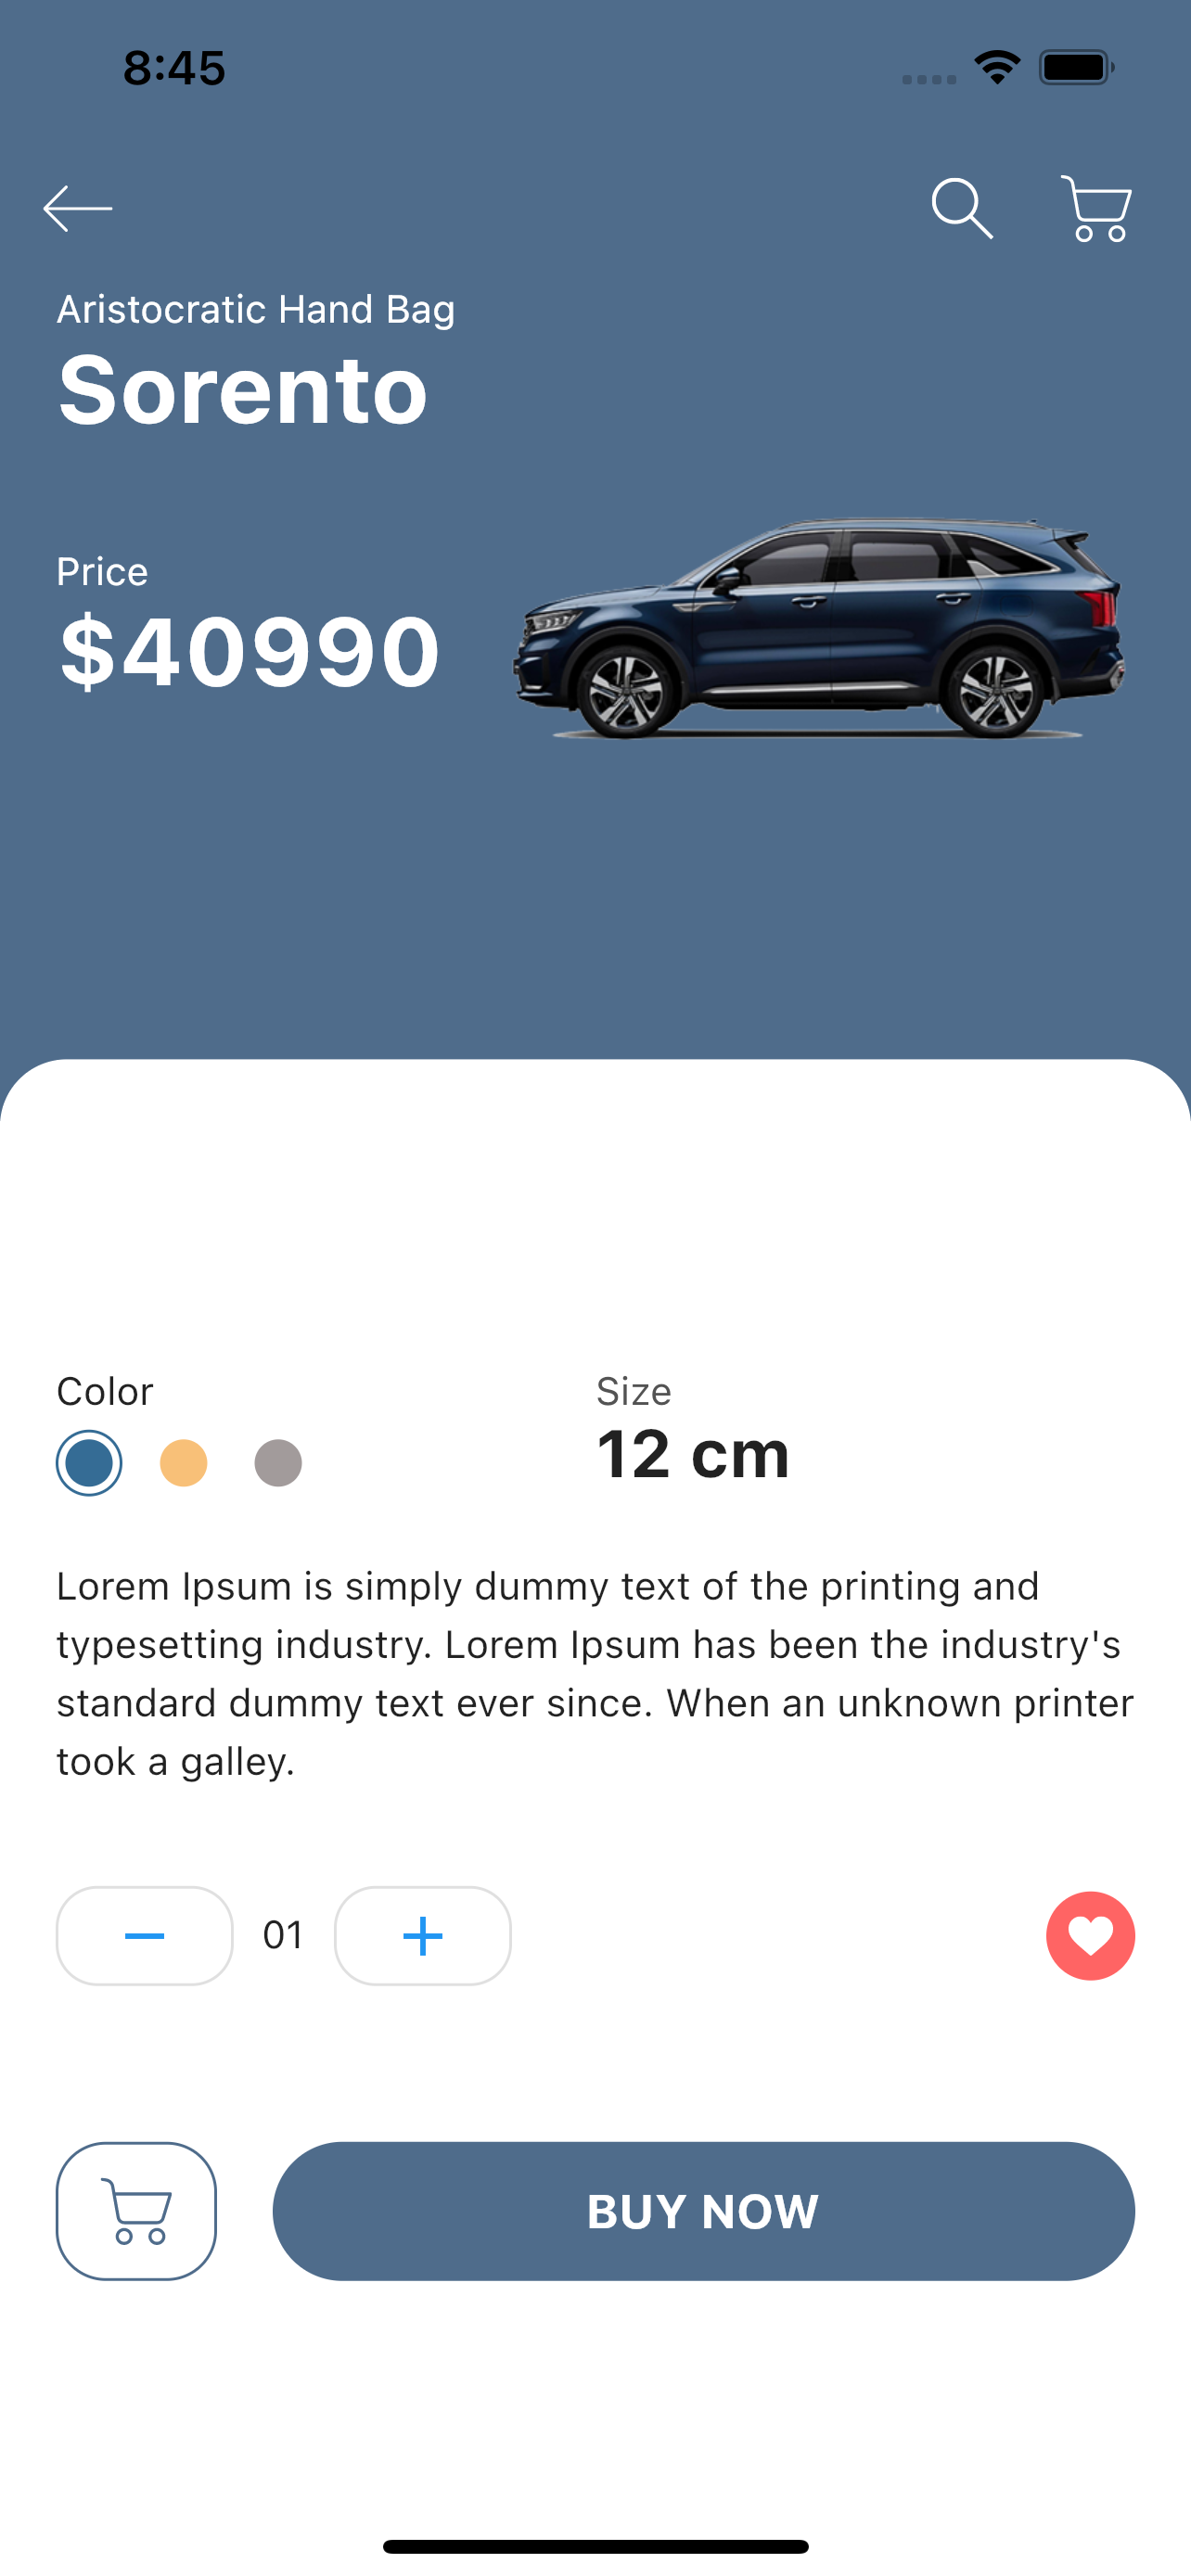 8:45
Aristocratic Hand Bag
Sorento
Price
$40990
Color
Size
12 cm
Lorem Ipsum is simply dummy text of the printing and
typesetting industry. Lorem Ipsum has been the industry's
standard dummy text ever since. When an unknown printer
took a galley.
01
BUY NOW